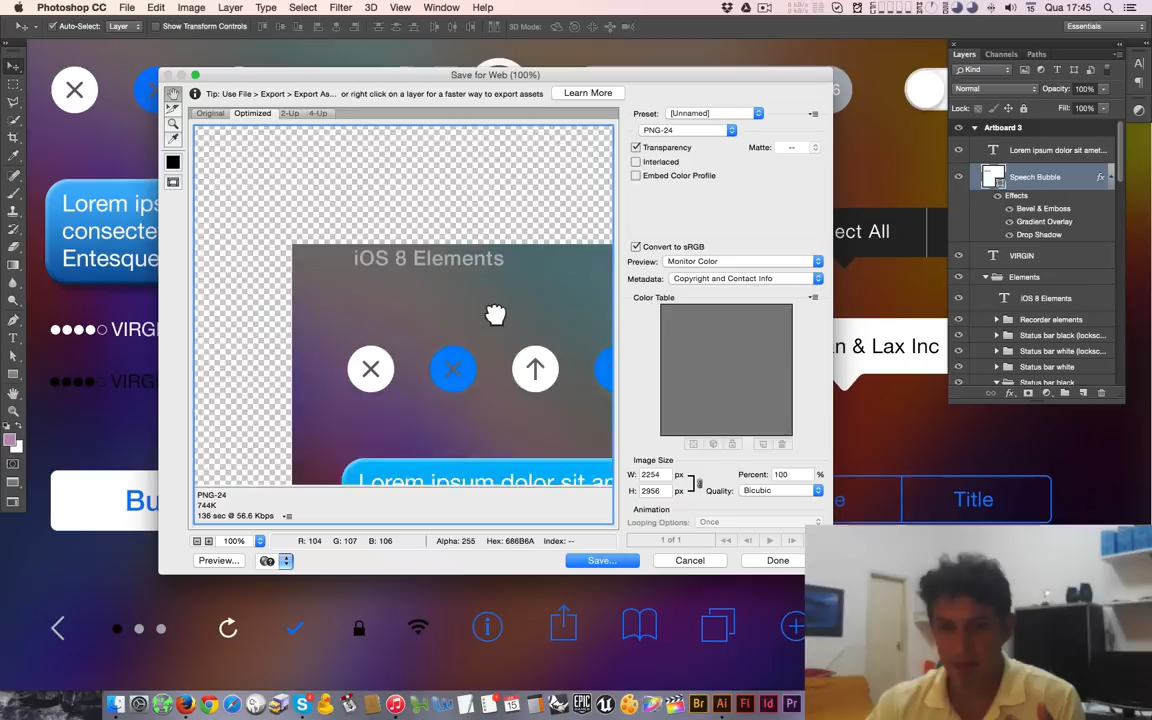 Photoshop CC File Edit Image Layer Type Select Filter 3D View Window Help
15 Qua 17:45
Auto-Select: Layer Show Transform Controls 3D Mode: Essentials
Save for Web (100%)
Tip: Use File > Export > Export As... or right click on a layer for a faster way to export assets
Learn More
Original Optimized 2-Up 4-Up
Preset: [Unnamed]
PNG-24
Transparency Matte: --
Interlaced
Embed Color Profile
Convert to sRGB
Preview: Monitor Color
Metadata: Copyright and Contact Info
Color Table
Image Size
W: 2254 px Percent: 100 %
H: 2956 px Quality: Bicubic
Animation
Looping Options: Once
1 of 1
iOS 8 Elements
Lorem ipsum dolor sit a
PNG-24
744K
136 sec @ 56.6 Kbps
100% R: 104 G: 107 B: 106 Alpha: 255 Hex: 686B6A Index: --
Preview... Save... Cancel Done
Lorem ips
consecte
Entesque
VIRGI
Bu
ect All
n & Lax Inc
e Title
Layers Channels Paths
Kind
Normal Opacity: 100%
Lock: Fill: 100%
Artboard 3
Lorem ipsum dolor sit amet...
Speech Bubble fx
Effects
Bevel & Emboss
Gradient Overlay
Drop Shadow
VIRGIN
Elements
iOS 8 Elements
Recorder elements
Status bar black (locksc...
Status bar white (locksc...
Status bar white
Status bar black
Br Ai Fl Id Pr